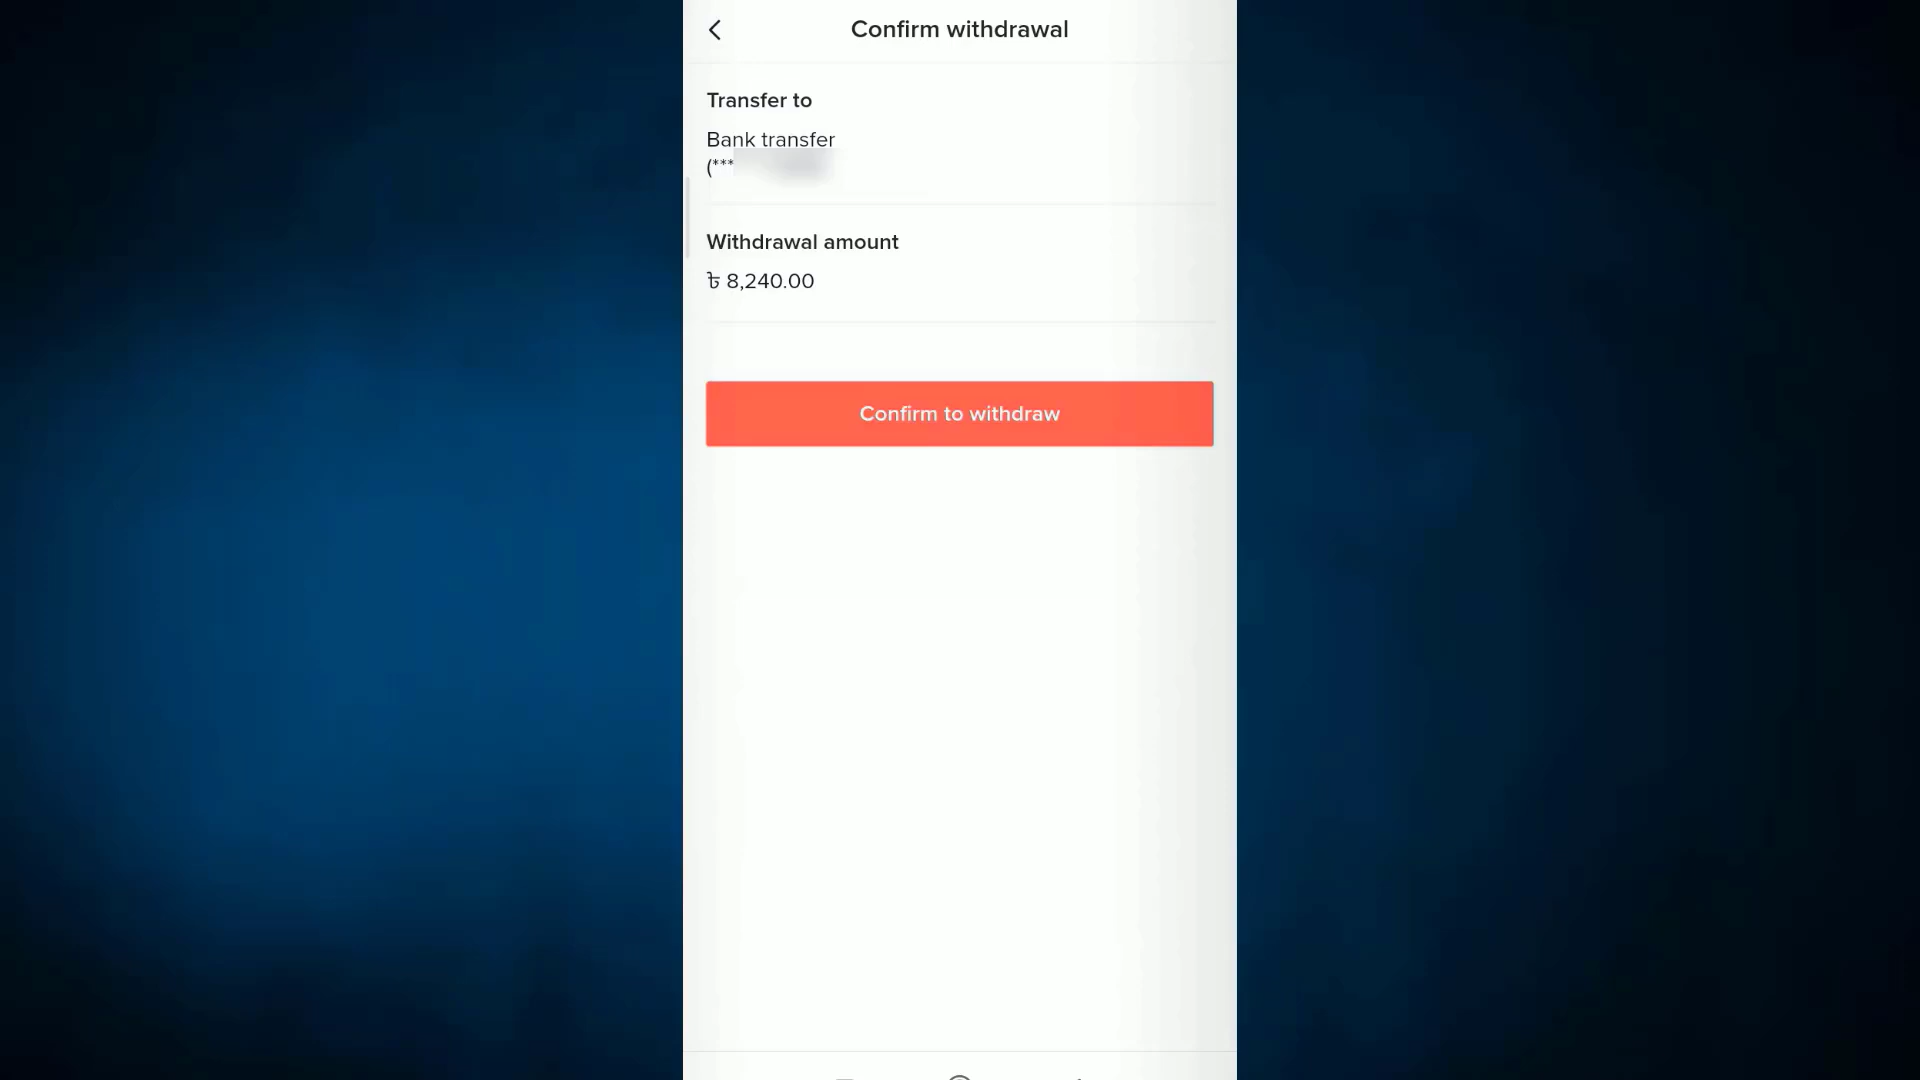 Confirm withdrawal
Transfer to
Bank transfer
(***
Withdrawal amount
৳ 8,240.00
Confirm to withdraw